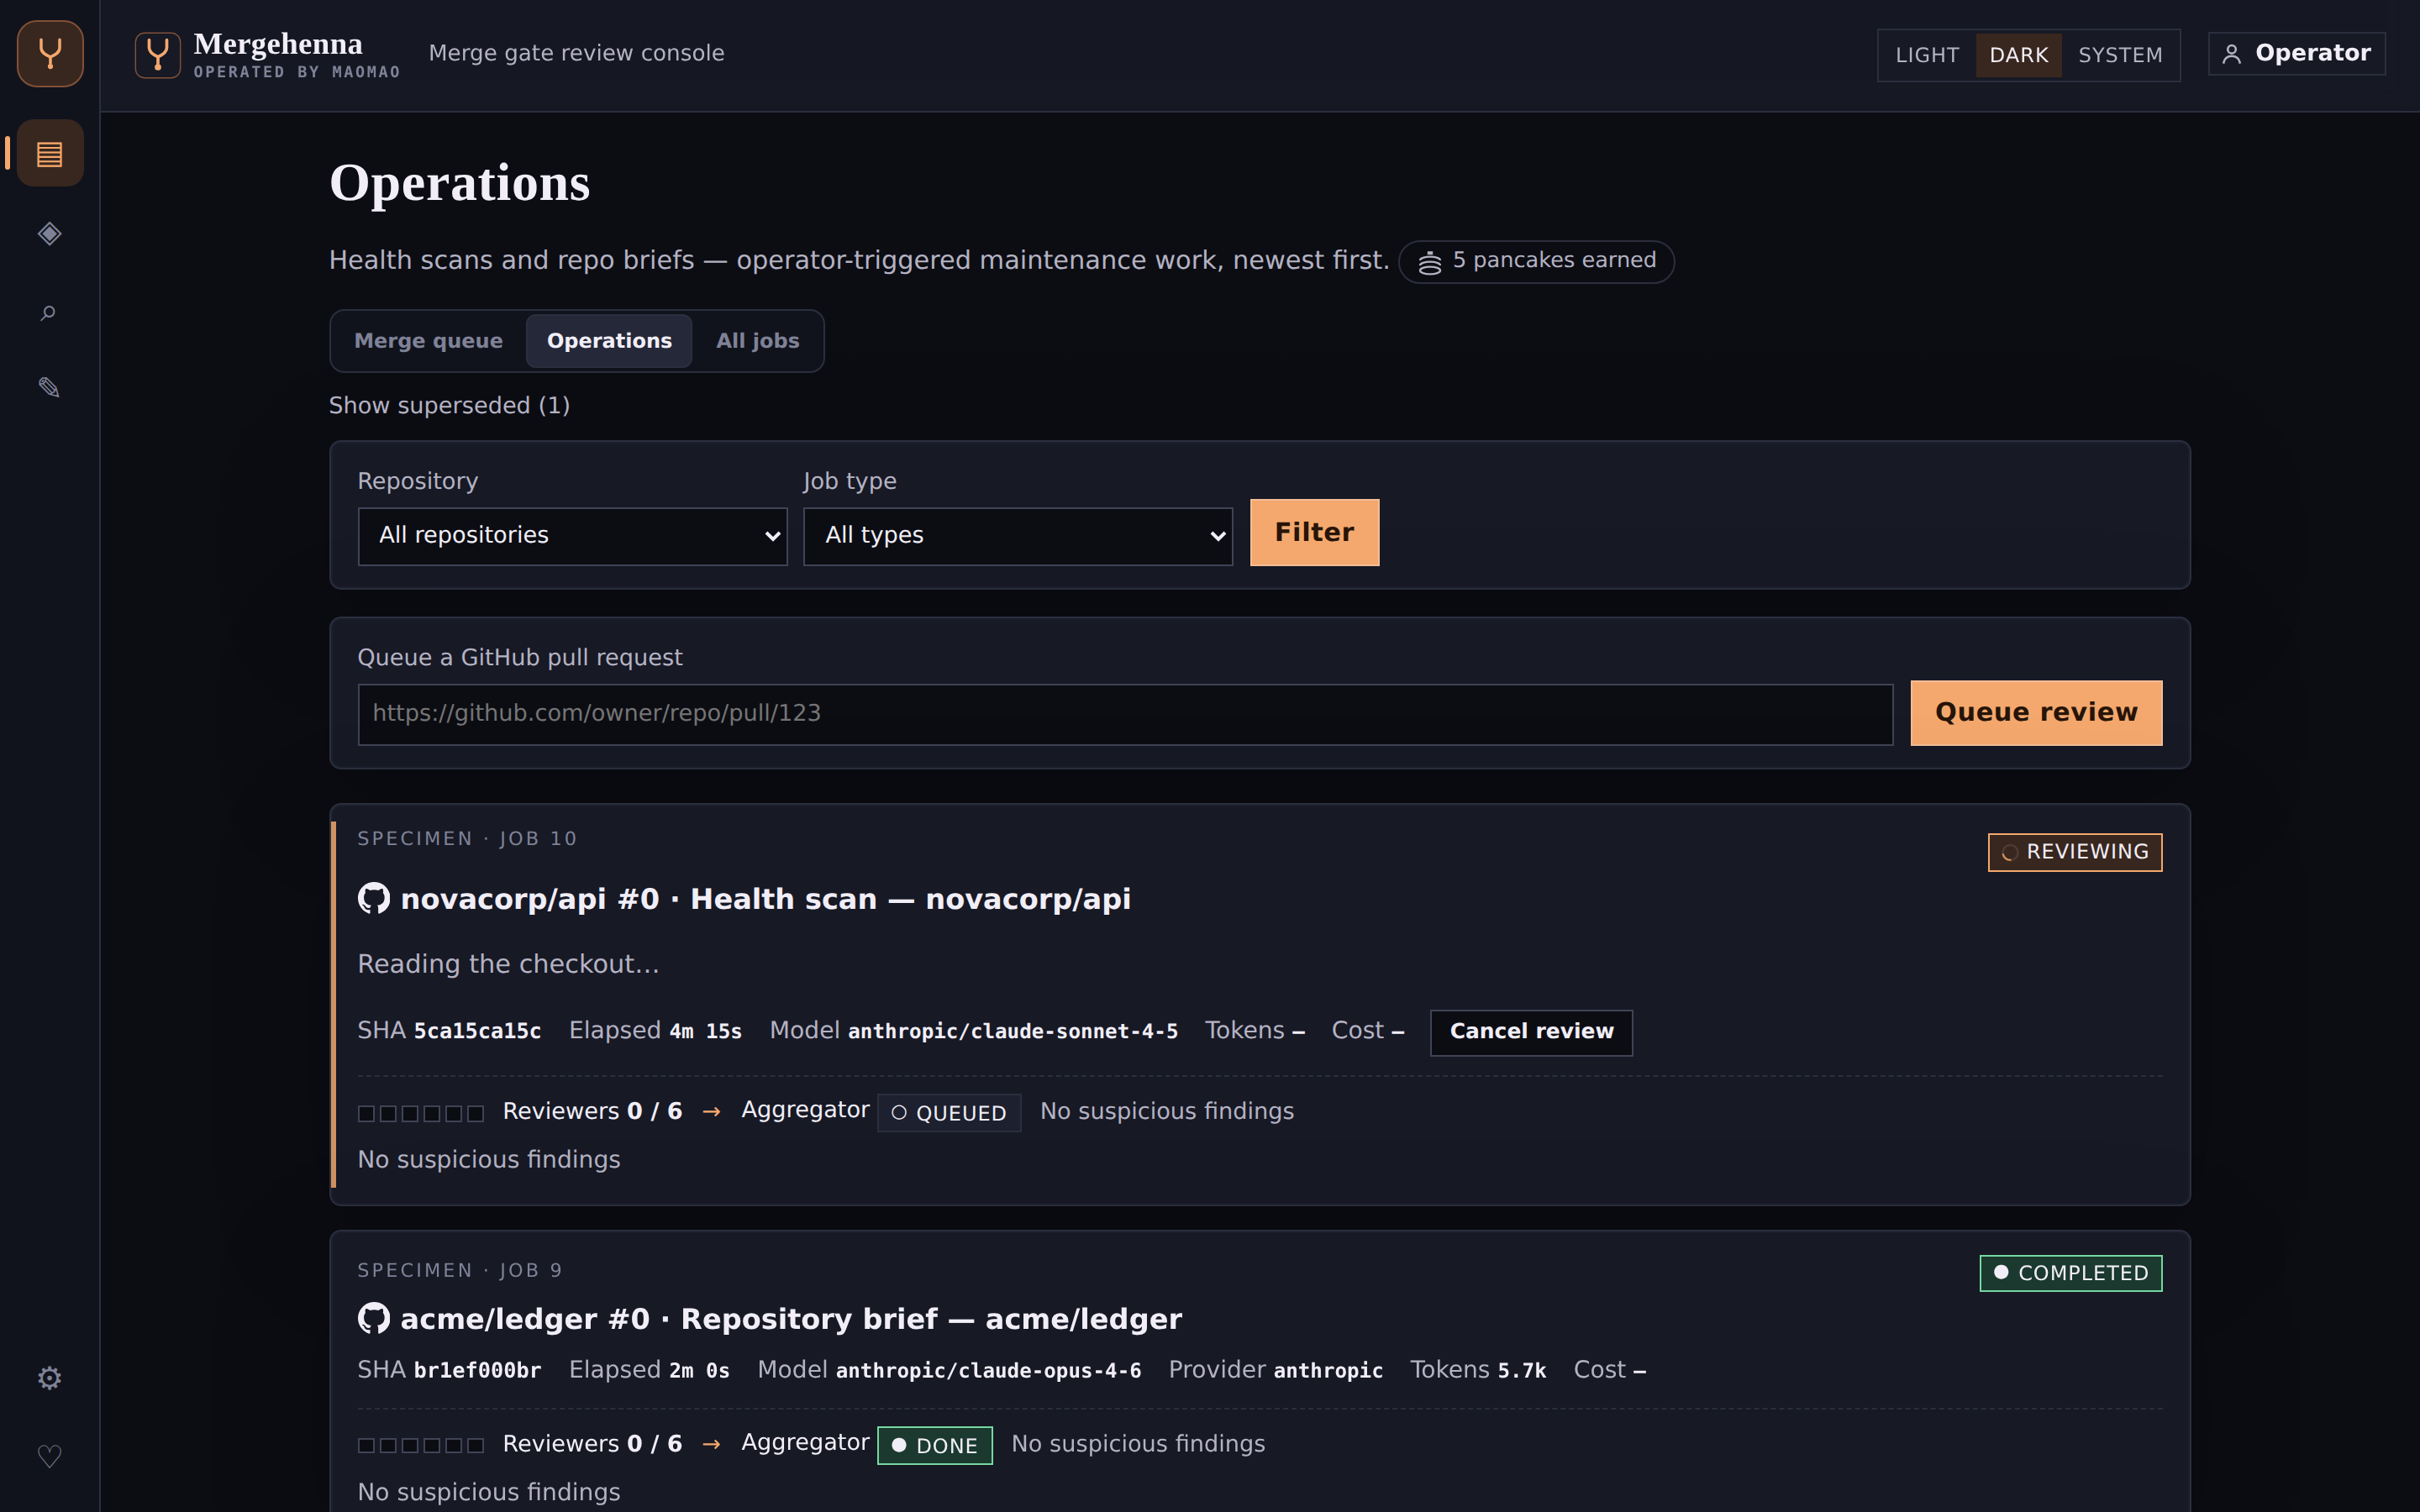 Mergehenna
OPERATED BY MAOMAO
Merge gate review console
LIGHT DARK SYSTEM
Operator
Operations
Health scans and repo briefs — operator-triggered maintenance work, newest first. 5 pancakes earned
Merge queue Operations All jobs
Show superseded (1)
Repository Job type
All repositories All types Filter
Queue a GitHub pull request
https://github.com/owner/repo/pull/123 Queue review
SPECIMEN · JOB 10
REVIEWING
novacorp/api #0 · Health scan — novacorp/api
Reading the checkout…
SHA 5ca15ca15c Elapsed 4m 15s Model anthropic/claude-sonnet-4-5 Tokens — Cost — Cancel review
Reviewers 0 / 6 → Aggregator QUEUED No suspicious findings
No suspicious findings
SPECIMEN · JOB 9
COMPLETED
acme/ledger #0 · Repository brief — acme/ledger
SHA br1ef000br Elapsed 2m 0s Model anthropic/claude-opus-4-6 Provider anthropic Tokens 5.7k Cost —
Reviewers 0 / 6 → Aggregator DONE No suspicious findings
No suspicious findings